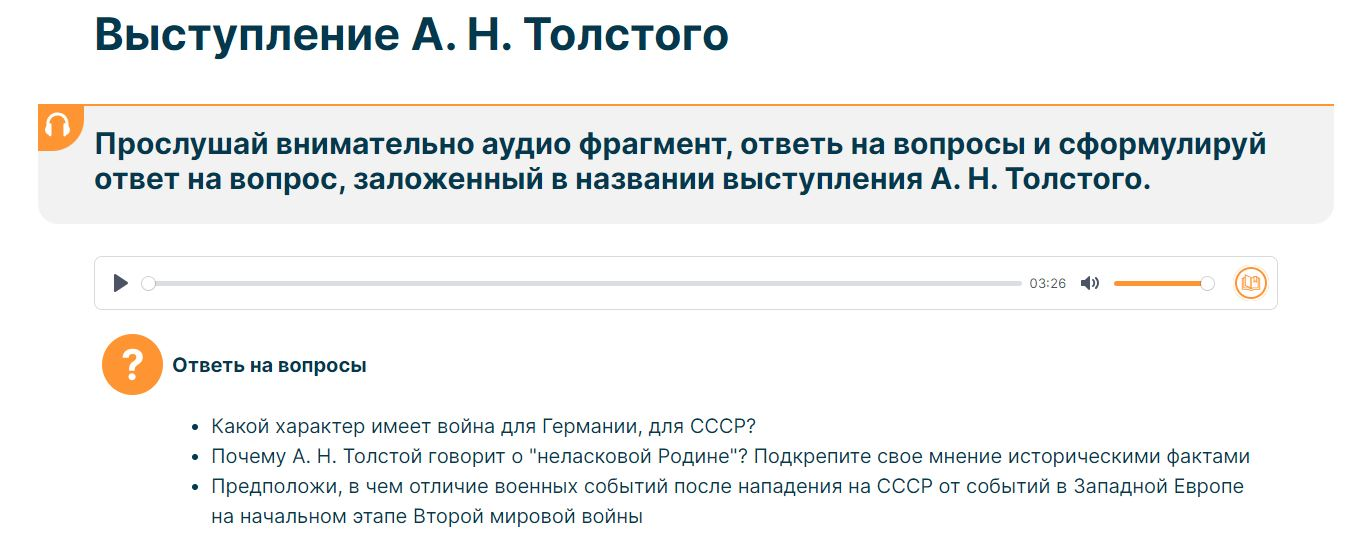 Выступление А. Н. Толстого
Прослушай внимательно аудио фрагмент, ответь на вопросы и сформулируй
ответ на вопрос, заложенный в названии выступления А. Н. Толстого.
03:26
? Ответь на вопросы
• Какой характер имеет война для Германии, для СССР?
• Почему А. Н. Толстой говорит о "неласковой Родине"? Подкрепите свое мнение историческими фактами
• Предположи, в чем отличие военных событий после нападения на СССР от событий в Западной Европе
на начальном этапе Второй мировой войны